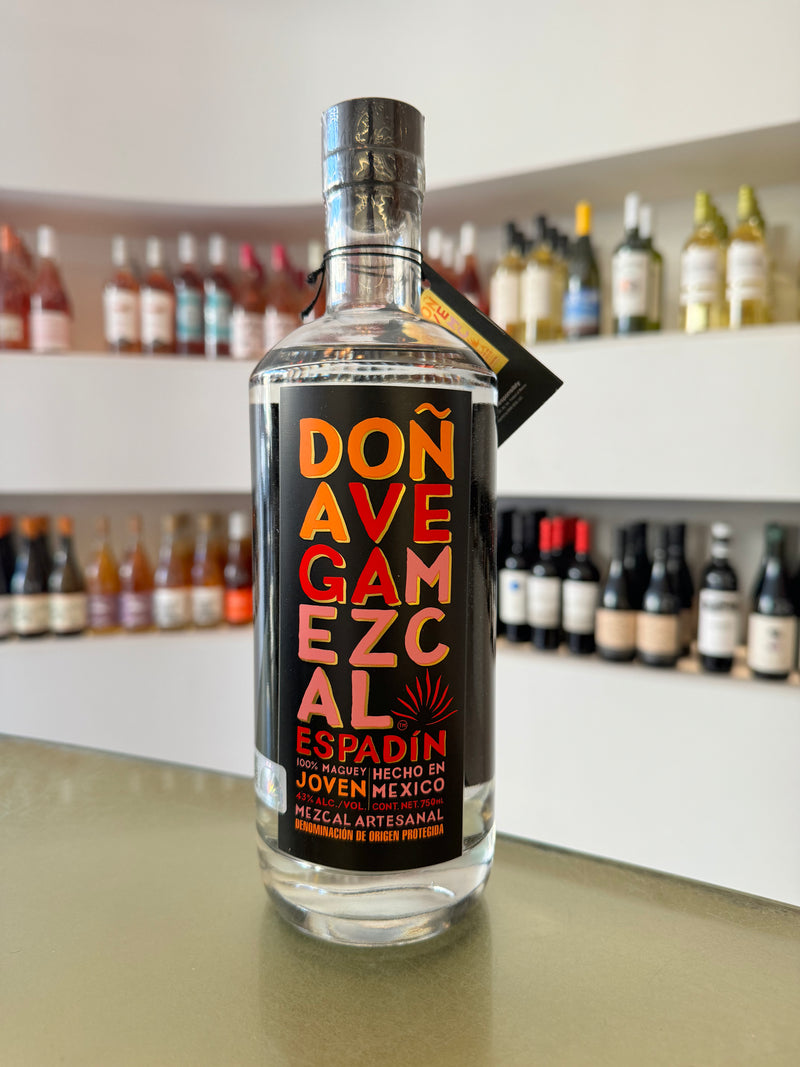 DOÑ
AVE
GAM
EZC
AL
TM
ESPADÍN
100% MAGUEY
JOVEN
43% ALC./VOL.
HECHO EN
MEXICO
CONT. NET. 750ML
MEZCAL ARTESANAL
DENOMINACIÓN DE ORIGEN PROTEGIDA